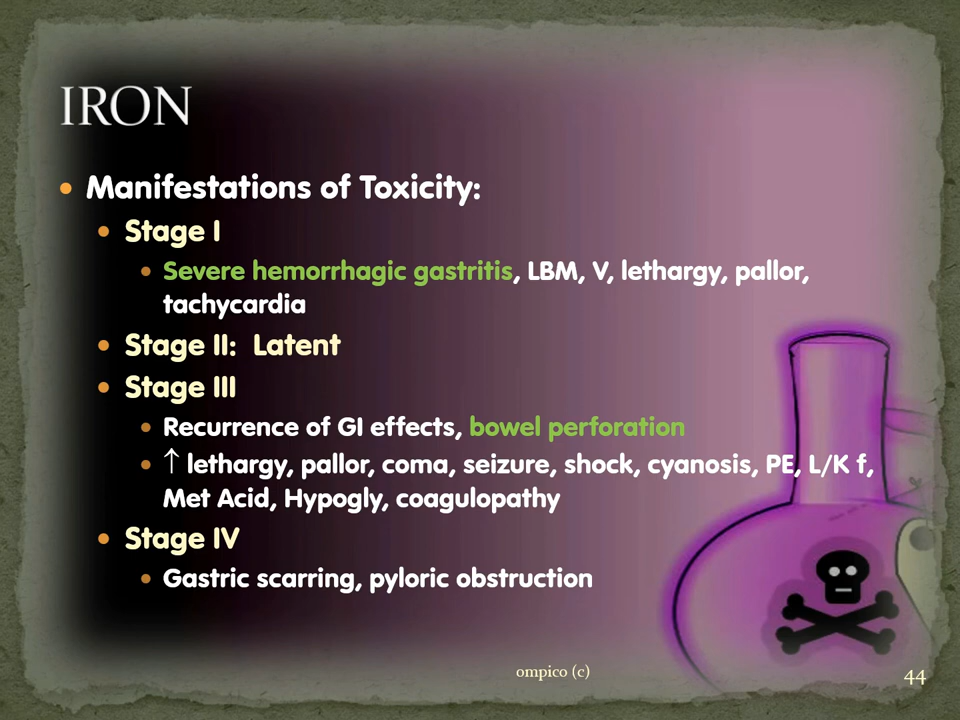 IRON
• Manifestations of Toxicity:
• Stage I
• Severe hemorrhagic gastritis, LBM, V, lethargy, pallor,
tachycardia
• Stage II:  Latent
• Stage III
• Recurrence of GI effects, bowel perforation
• ↑ lethargy, pallor, coma, seizure, shock, cyanosis, PE, L/K f,
Met Acid, Hypogly, coagulopathy
• Stage IV
• Gastric scarring, pyloric obstruction
ompico (c)
44